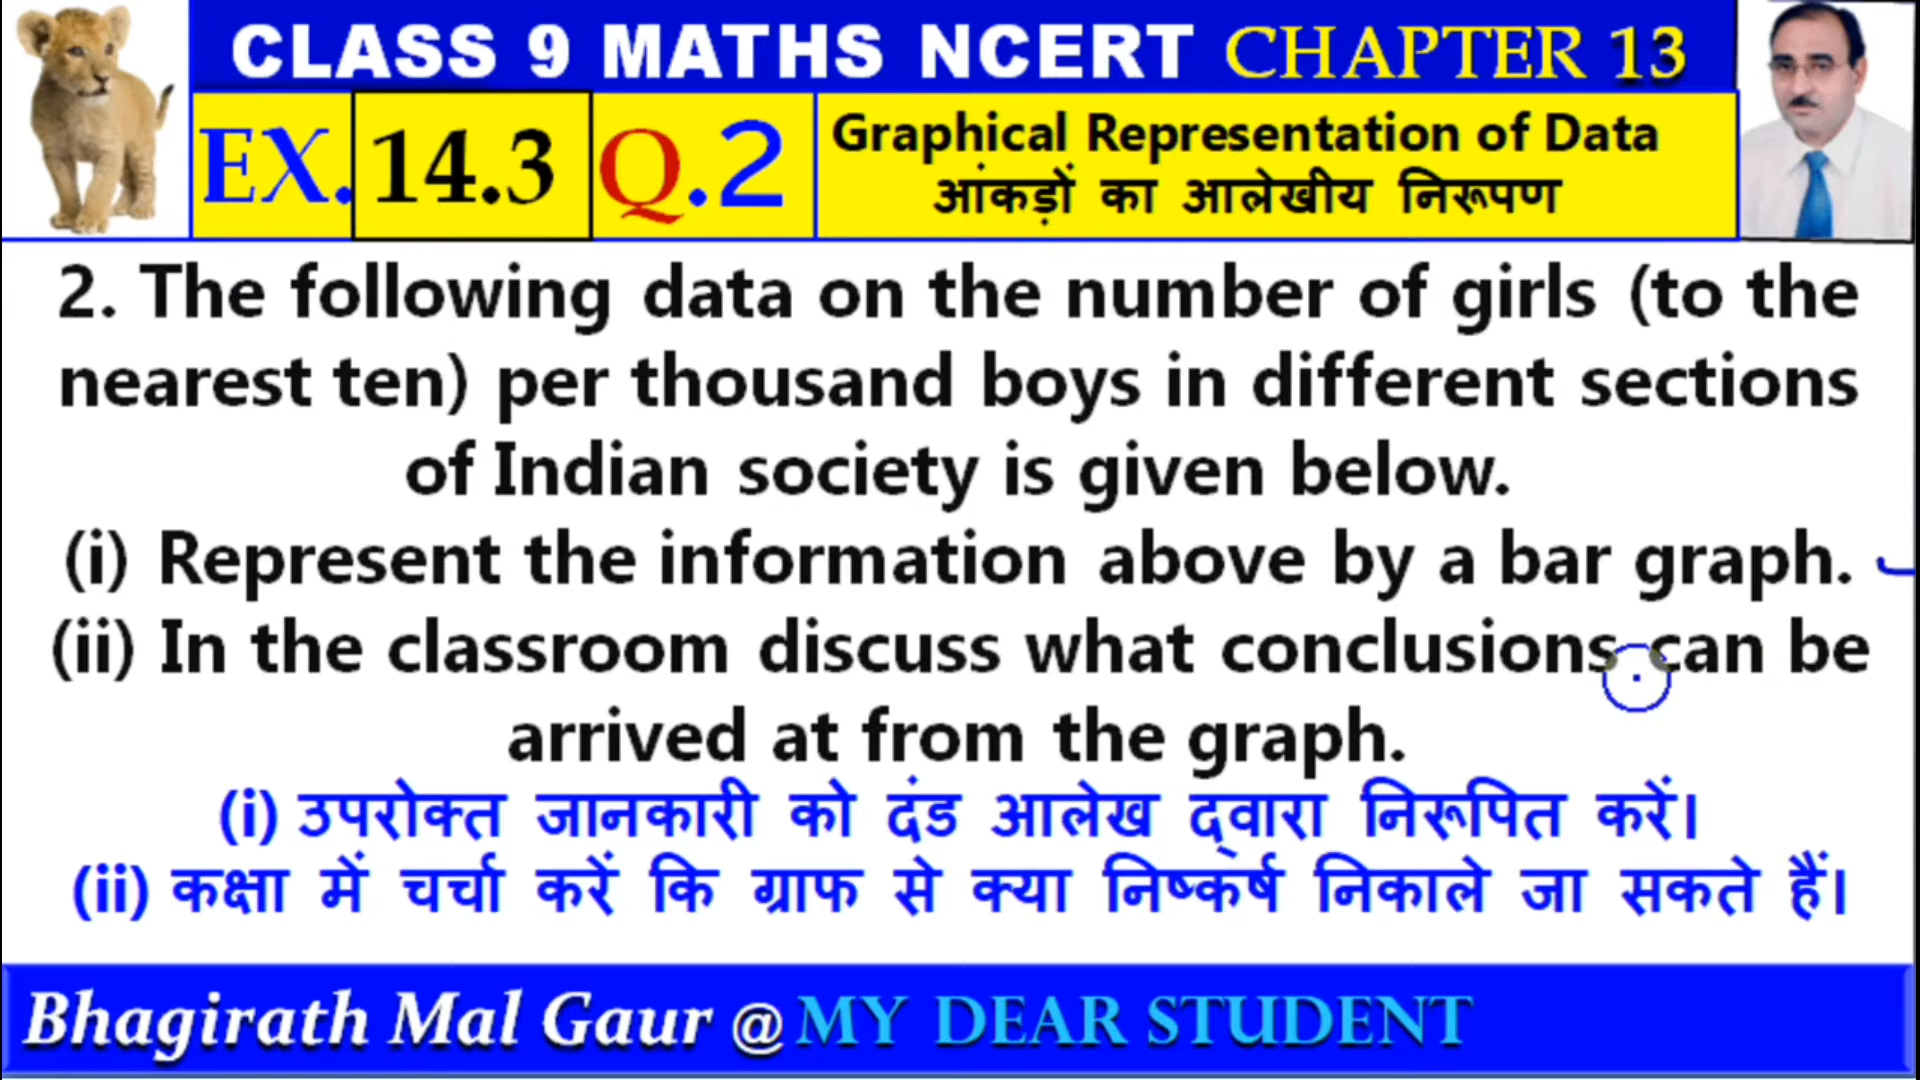 CLASS 9 MATHS NCERT CHAPTER 13
EX. 14.3 Q.2
Graphical Representation of Data
आंकड़ों का आलेखीय निरूपण
2. The following data on the number of girls (to the
nearest ten) per thousand boys in different sections
of Indian society is given below.
(i) Represent the information above by a bar graph.
(ii) In the classroom discuss what conclusions can be
arrived at from the graph.
(i) उपरोक्त जानकारी को दंड आलेख द्वारा निरूपित करें।
(ii) कक्षा में चर्चा करें कि ग्राफ से क्या निष्कर्ष निकाले जा सकते हैं।
Bhagirath Mal Gaur @ MY DEAR STUDENT